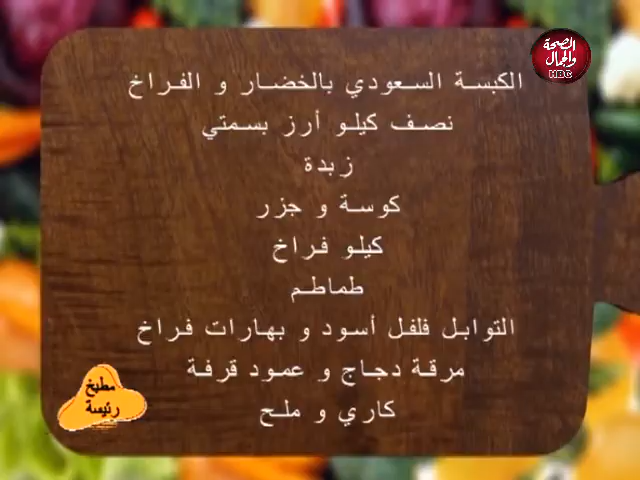 الصحة
والجمال
HBG
الكبسة السعودي بالخضار و الفراخ
نصف كيلو أرز بسمتي
زبدة
كوسة و جزر
كيلو فراخ
طماطم
التوابل فلفل أسود و بهارات فراخ
مرقة دجاج و عمود قرفة
كاري و ملح
مطبخ
رئيسة